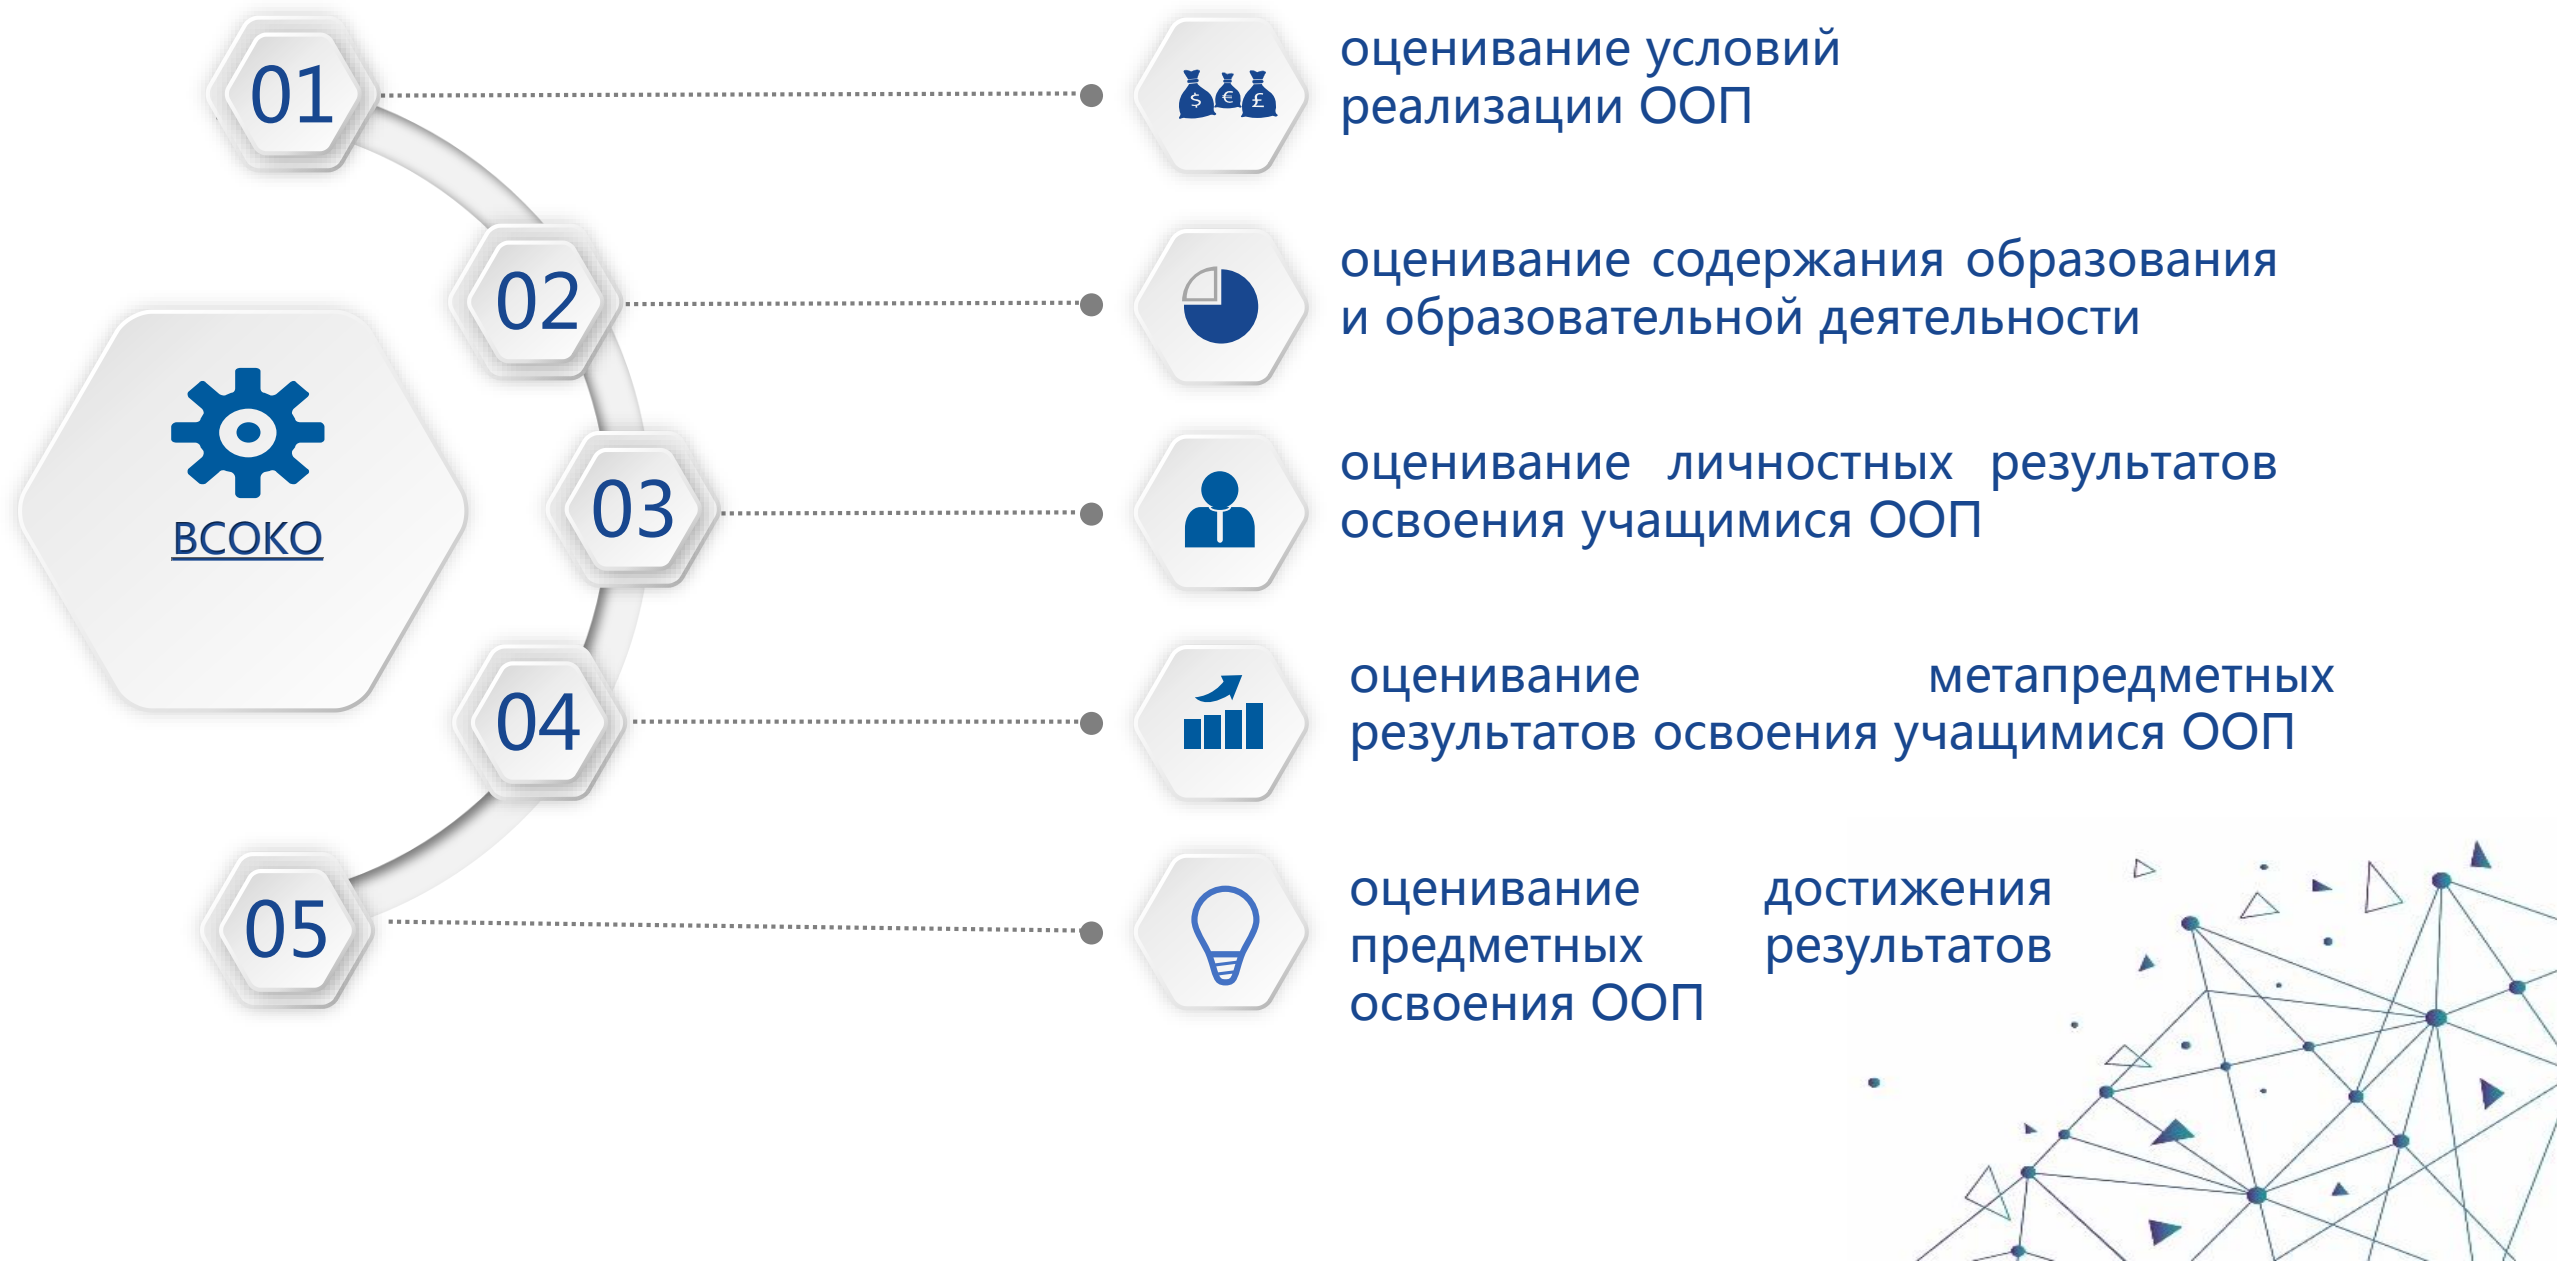 01
оценивание условий
реализации ООП
02
оценивание содержания образования
и образовательной деятельности
ВСОКО
03
оценивание личностных результатов
освоения учащимися ООП
04
оценивание метапредметных
результатов освоения учащимися ООП
05
оценивание достижения
предметных результатов
освоения ООП
$ € £